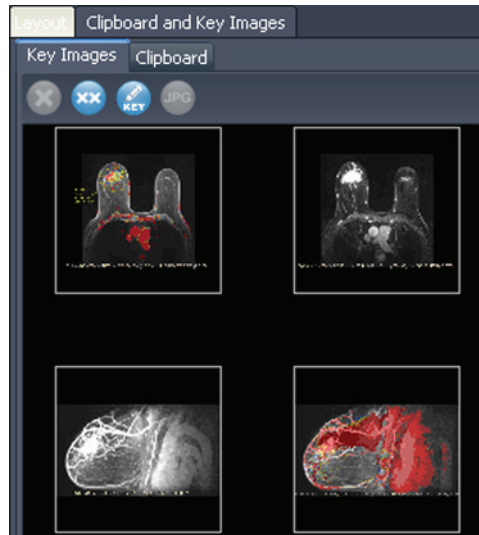 Layout
Clipboard and Key Images
Key Images
Clipboard
XX
KEY
JPG